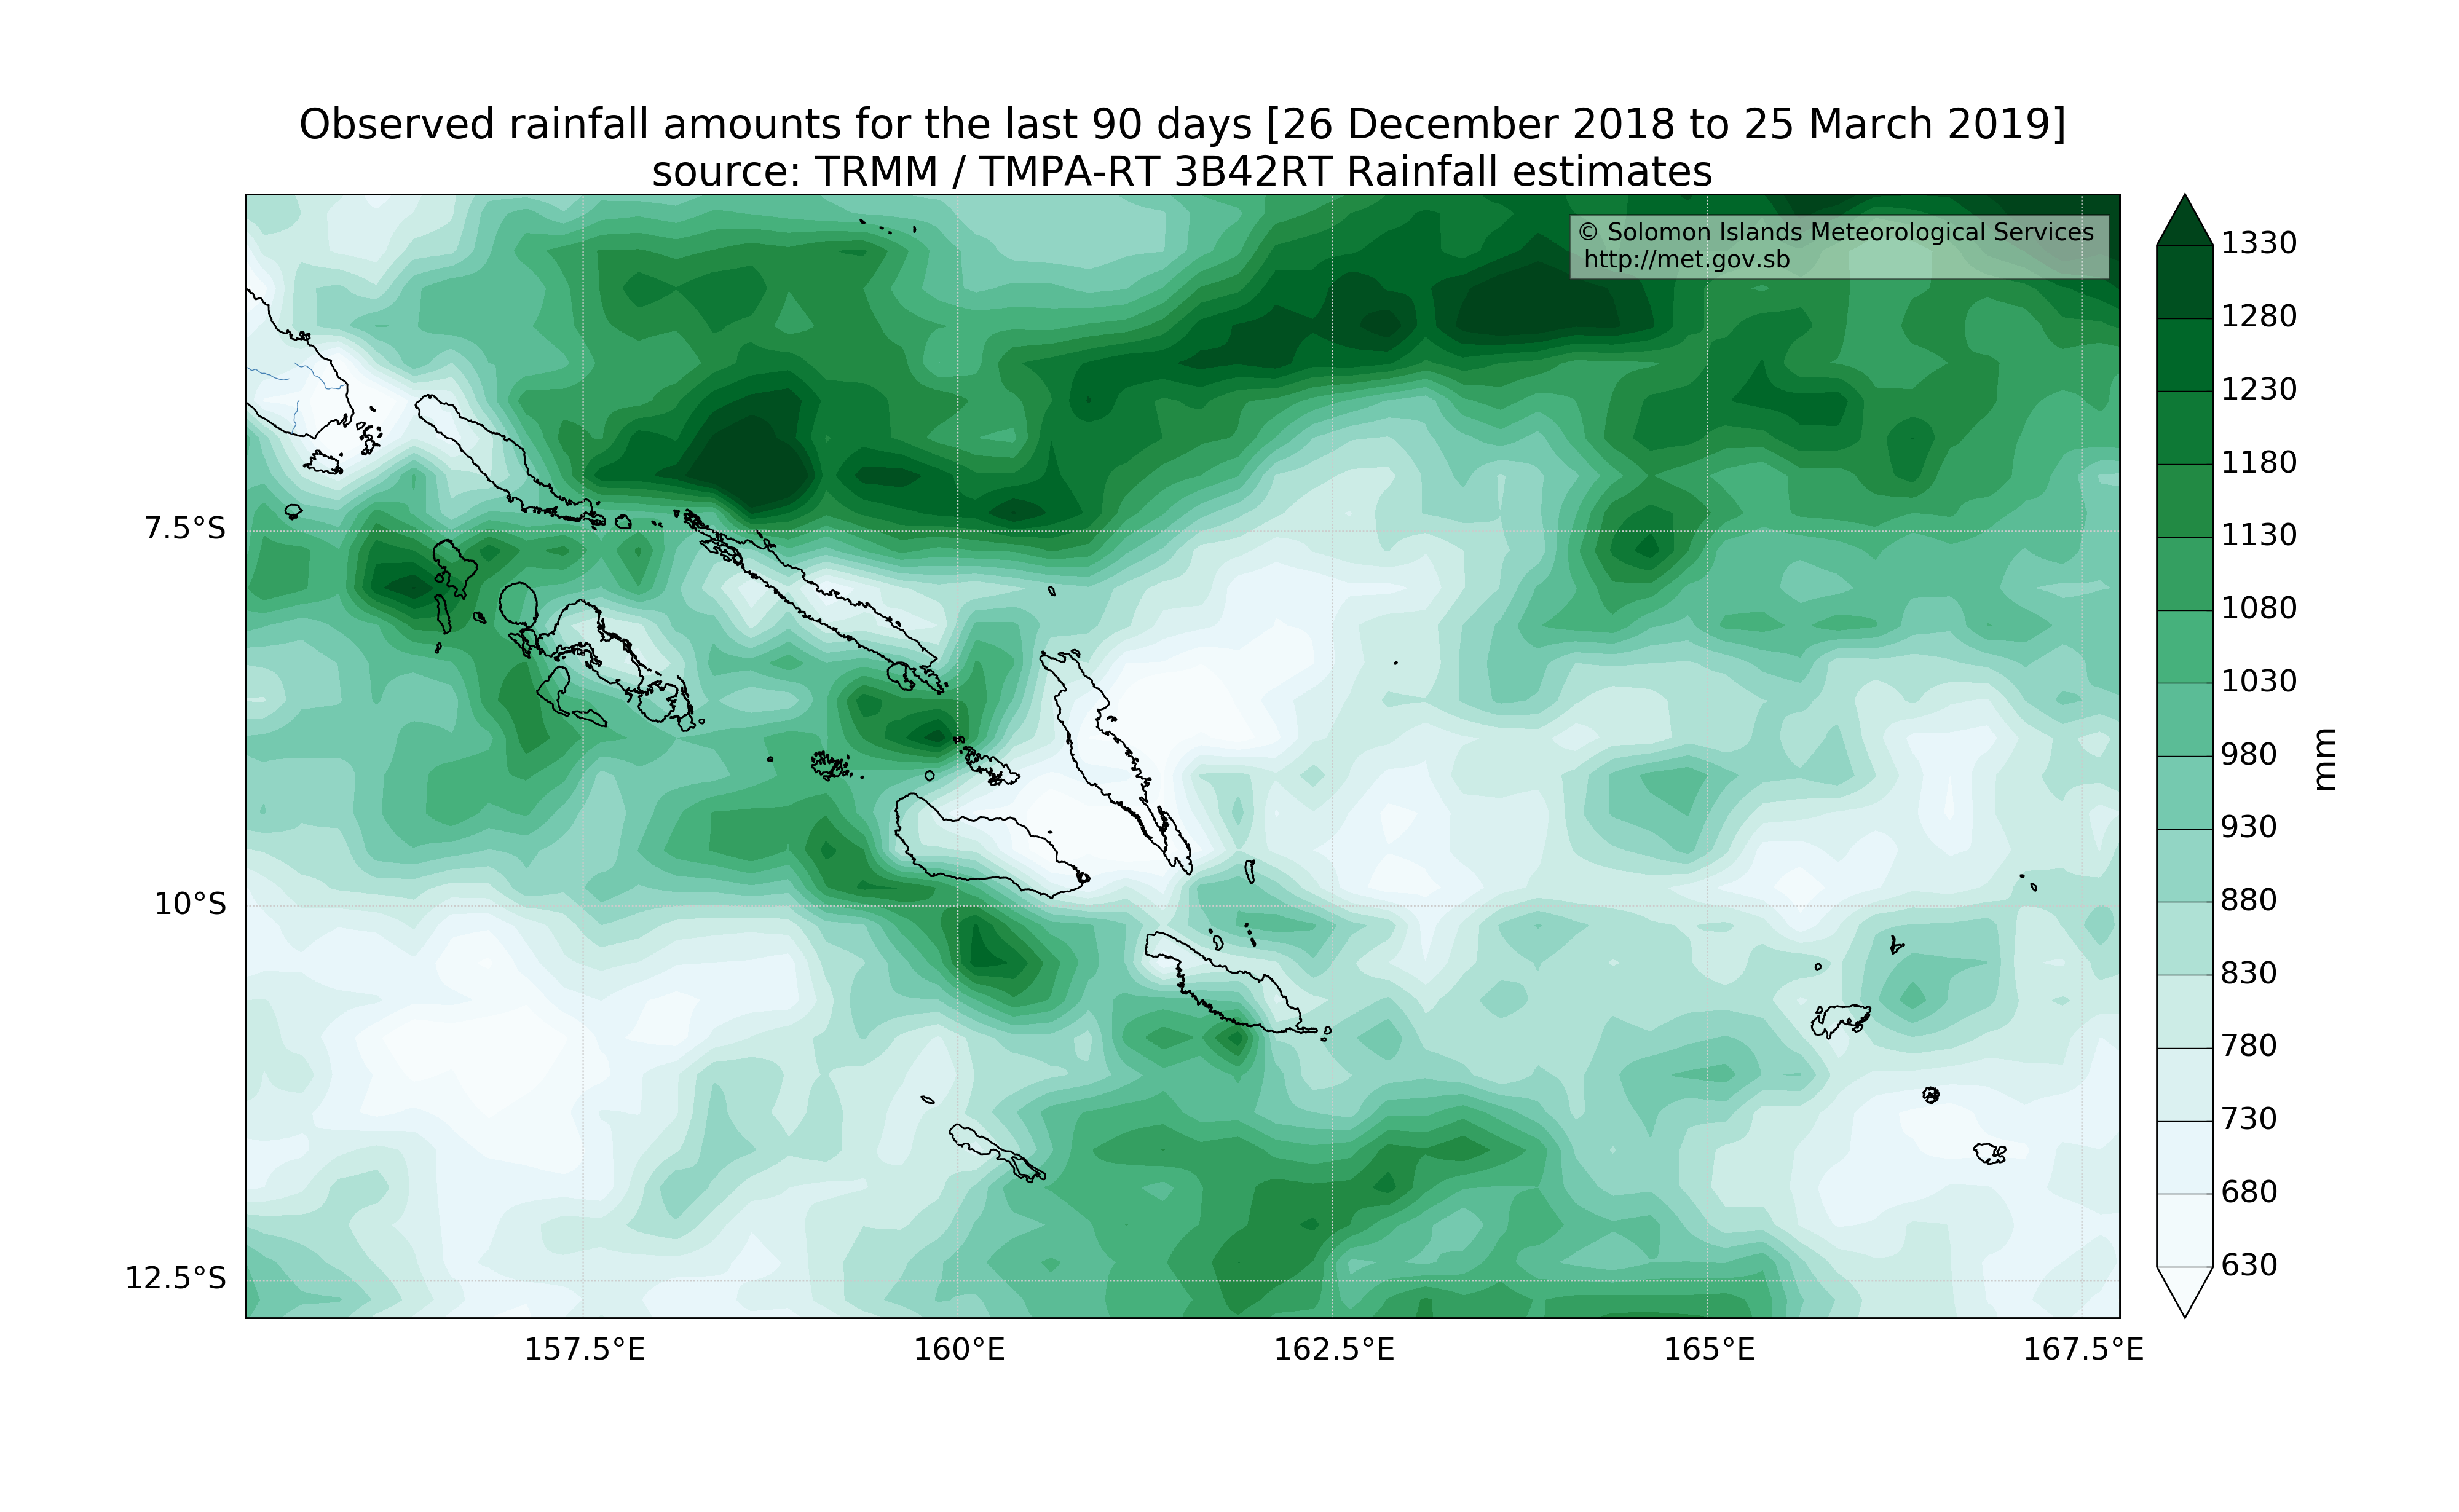 Observed rainfall amounts for the last 90 days [26 December 2018 to 25 March 2019]
source: TRMM / TMPA-RT 3B42RT Rainfall estimates
© Solomon Islands Meteorological Services
http://met.gov.sb
1330
1280
1230
1180
1130
1080
1030
980
930
880
830
780
730
680
630
mm
7.5°S
10°S
12.5°S
157.5°E
160°E
162.5°E
165°E
167.5°E